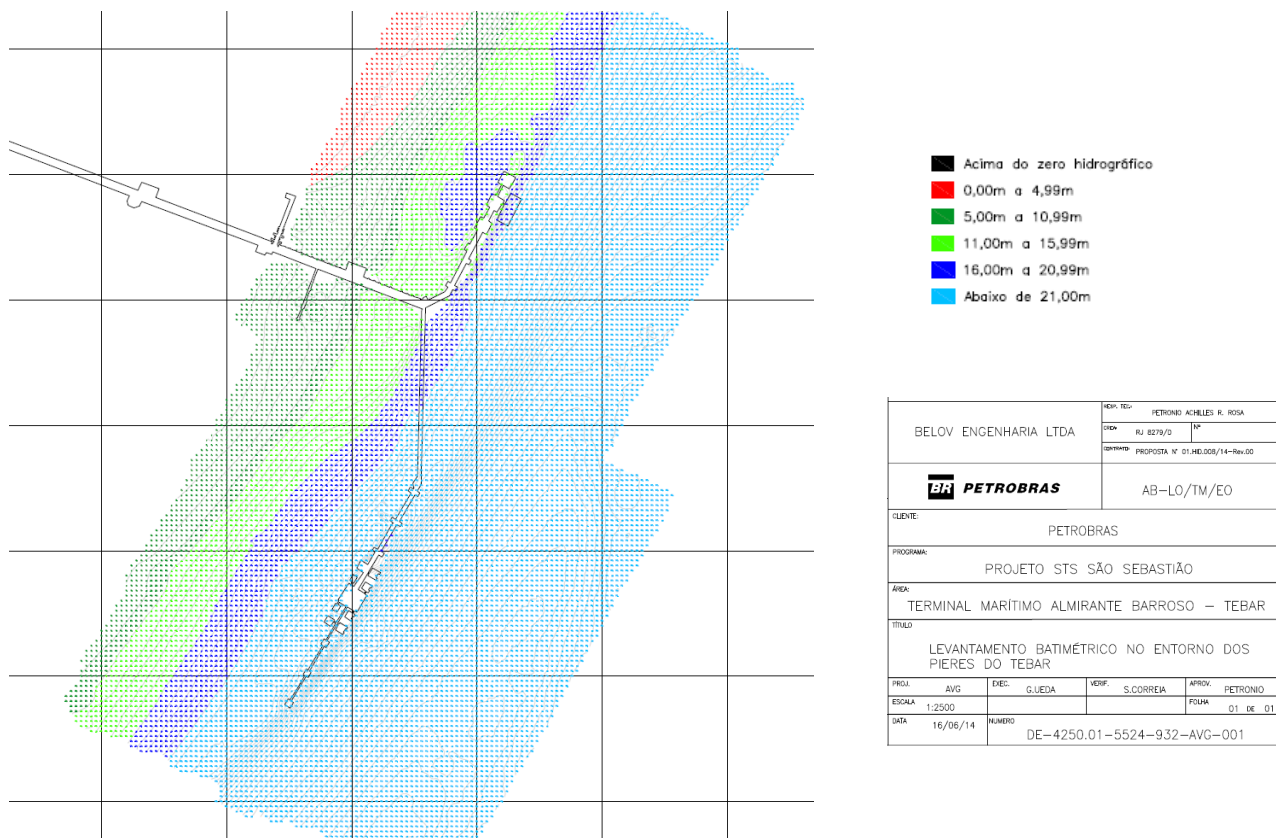 Acima do zero hidrográfico
0,00m a 4,99m
5,00m a 10,99m
11,00m a 15,99m
16,00m a 20,99m
Abaixo de 21,00m
BELOV ENGENHARIA LTDA
RESP. TEC:
PETRONIO ACHILLES R. ROSA
CREA:
RJ 8279/D
Nº
CONTRATO:
PROPOSTA Nº 01.HID.008/14-Rev.00
BR PETROBRAS
AB-LO/TM/EO
CLIENTE:
PETROBRAS
PROGRAMA:
PROJETO STS SÃO SEBASTIÃO
ÁREA:
TERMINAL MARÍTIMO ALMIRANTE BARROSO - TEBAR
TÍTULO
LEVANTAMENTO BATIMÉTRICO NO ENTORNO DOS
PIERES DO TEBAR
PROJ. AVG
EXEC. G.UEDA
VERIF. S.CORREIA
APROV. PETRONIO
ESCALA 1:2500
FOLHA 01 DE 01
DATA 16/06/14
NUMERO
DE-4250.01-5524-932-AVG-001